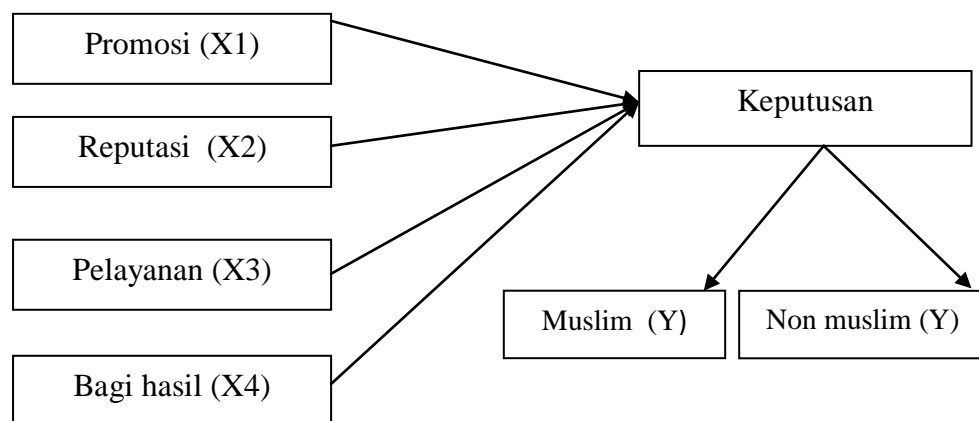 Promosi (X1)
Keputusan
Reputasi (X2)
Pelayanan (X3)
Muslim (Y)
Non muslim (Y)
Bagi hasil (X4)